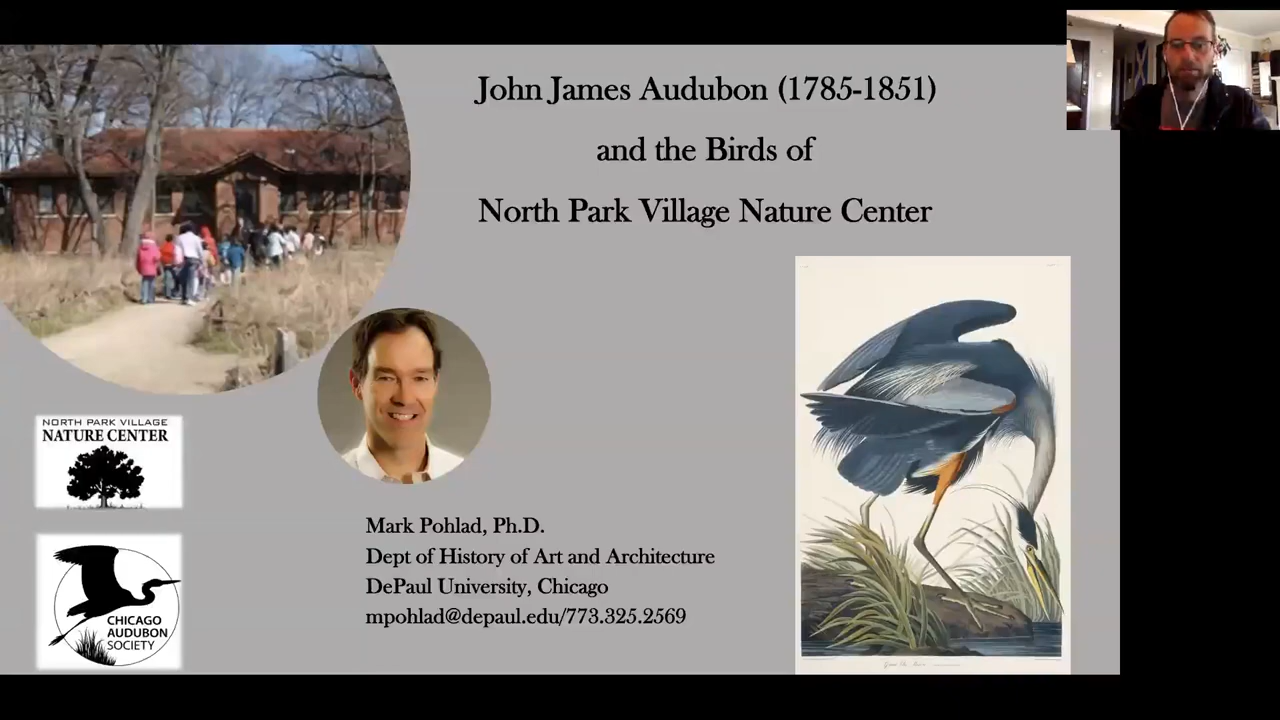 John James Audubon (1785-1851)
and the Birds of
North Park Village Nature Center
NORTH PARK VILLAGE
NATURE CENTER
CHICAGO
AUDUBON
SOCIETY
Mark Pohlad, Ph.D.
Dept of History of Art and Architecture
DePaul University, Chicago
mpohlad@depaul.edu/773.325.2569